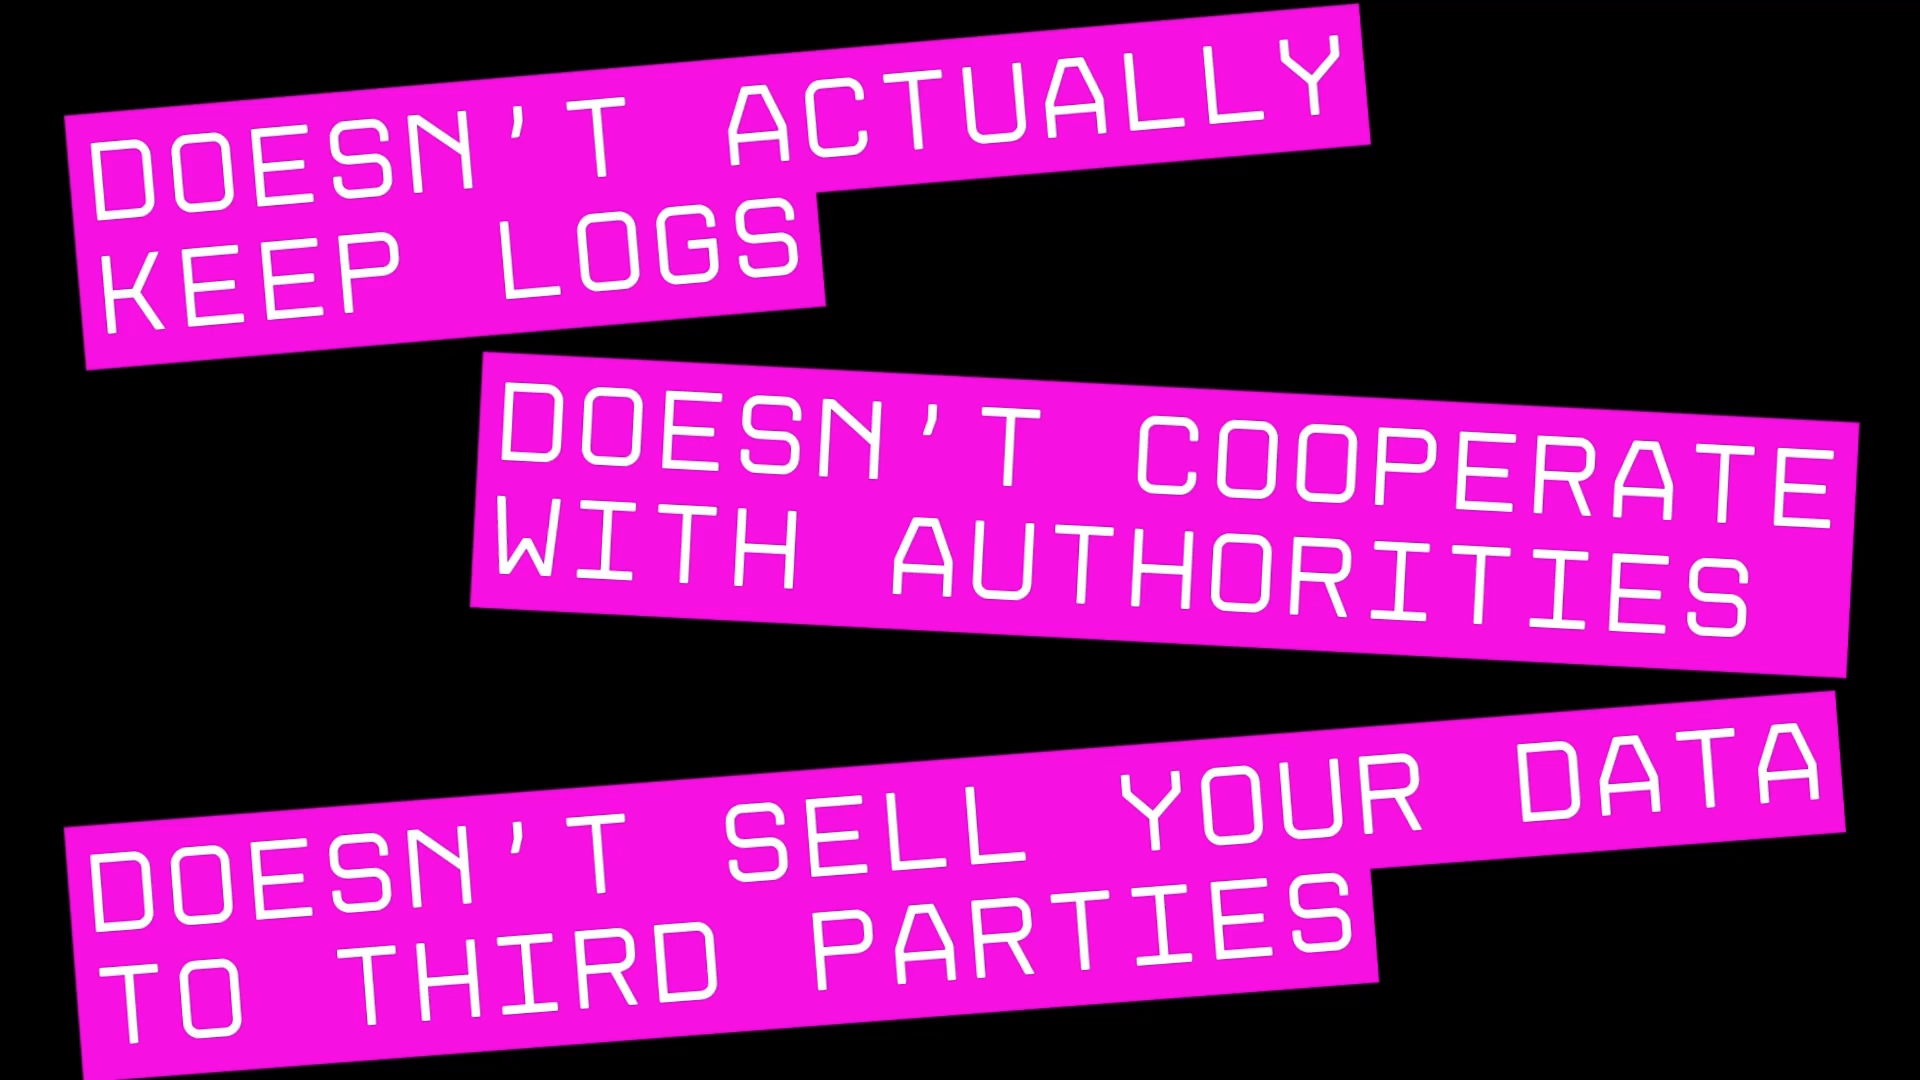 DOESN'T ACTUALLY
KEEP LOGS
DOESN'T COOPERATE
WITH AUTHORITIES
DOESN'T SELL YOUR DATA
TO THIRD PARTIES